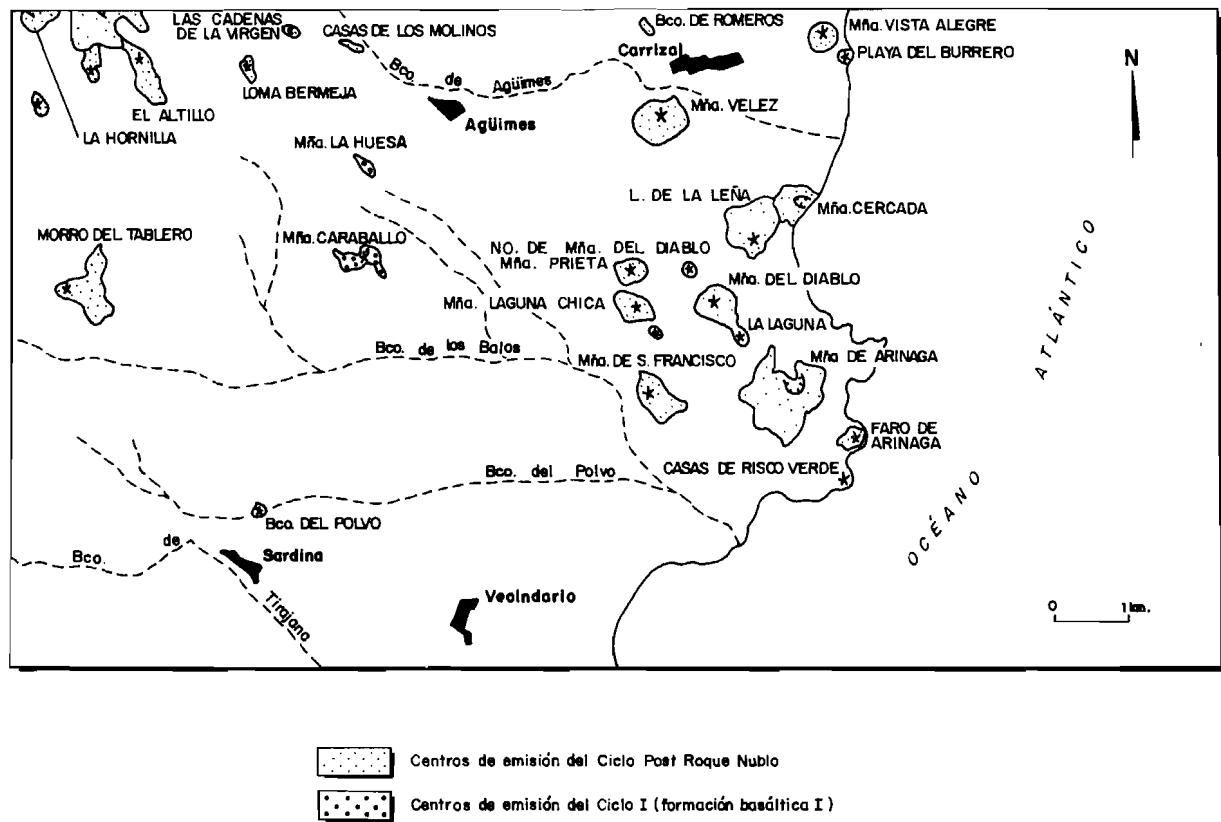 LAS CADENAS
DE LA VIRGEN
CASAS DE LOS MOLINOS
Bco. DE ROMEROS
Mña. VISTA ALEGRE
PLAYA DEL BURRERO
Carrizal
N
Bco. de Agüimes
LOMA BERMEJA
EL ALTILLO
LA HORNILLA
Agüimes
Mña. VELEZ
Mña. LA HUESA
L. DE LA LEÑA
Mña. CERCADA
MORRO DEL TABLERO
Mña. CARABALLO
NO. DE Mña. DEL DIABLO
Mña. PRIETA
Mña. DEL DIABLO
Mña. LAGUNA CHICA
LA LAGUNA
Bco. de los Balos
Mña. DE S. FRANCISCO
Mña DE ARINAGA
OCÉANO ATLÁNTICO
FARO DE
ARINAGA
CASAS DE RISCO VERDE
Bco. del Polvo
Bco. DEL POLVO
Bco. de Tirajana
Sardina
Vecindario
0 1 km.
Centros de emisión del Ciclo Post Roque Nublo
Centros de emisión del Ciclo I (formación basáltica I)